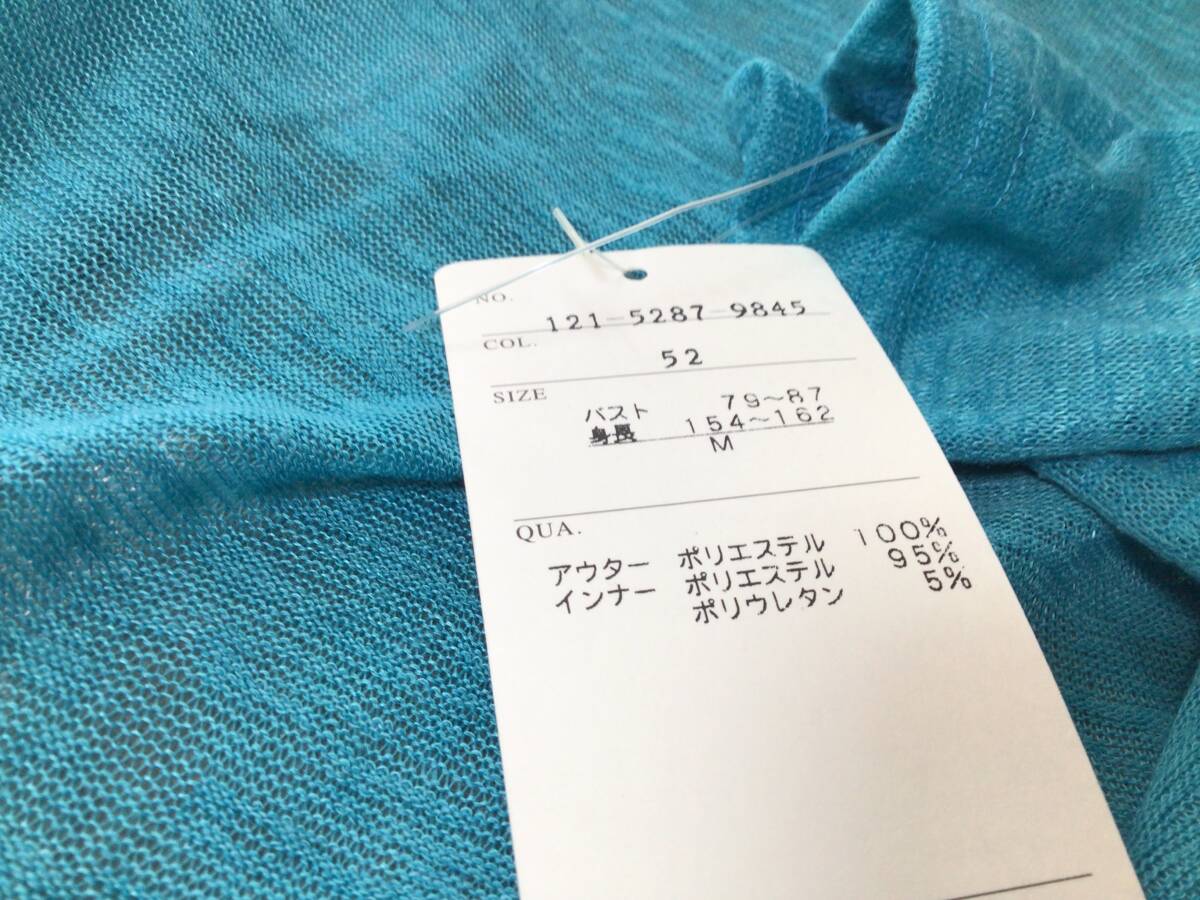 NO.
121-5287-9845
COL.
52
SIZE
バスト 79~87
身長 154~162
M
QUA.
アウター ポリエステル 100%
インナー ポリエステル 95%
ポリウレタン 5%